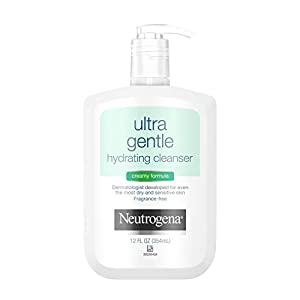 ultra
gentle
hydrating cleanser
creamy formula
Dermatologist developed for even
the most dry and sensitive skin
Fragrance-free
Neutrogena®
12 FL OZ (354mL)